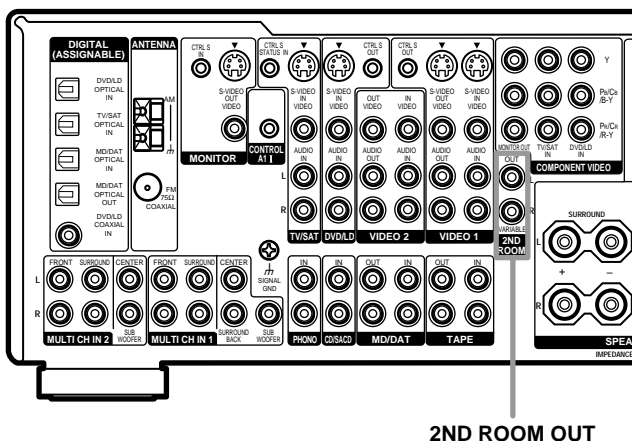 DIGITAL
(ASSIGNABLE)
DVD/LD
OPTICAL
IN
TV/SAT
OPTICAL
IN
MD/DAT
OPTICAL
IN
MD/DAT
OPTICAL
OUT
DVD/LD
COAXIAL
IN
ANTENNA
AM
FM
75Ω
COAXIAL
CTRL S
IN
S-VIDEO
OUT
VIDEO
MONITOR
CTRL S
STATUS IN
CONTROL
A1 II
S-VIDEO
IN
VIDEO
AUDIO
IN
L
R
TV/SAT
S-VIDEO
IN
VIDEO
AUDIO
IN
DVD/LD
CTRL S
OUT
OUT
VIDEO
IN
VIDEO
AUDIO
OUT
AUDIO
IN
VIDEO 2
CTRL S
OUT
S-VIDEO
OUT
VIDEO
S-VIDEO
IN
VIDEO
AUDIO
OUT
AUDIO
IN
VIDEO 1
Y
PB/CB
/B-Y
PR/CR
/R-Y
MONITOR OUT
TV/SAT
IN
DVD/LD
IN
COMPONENT VIDEO
OUT
VARIABLE
2ND
ROOM
SURROUND
L
+ –
R
SPEA
IMPEDANCE
SIGNAL
GND
FRONT SURROUND CENTER
L
R
SUB
WOOFER
MULTI CH IN 2
FRONT SURROUND CENTER
SURROUND
BACK
SUB
WOOFER
MULTI CH IN 1
IN
PHONO
IN
CD/SACD
OUT IN
MD/DAT
OUT IN
TAPE
2ND ROOM OUT